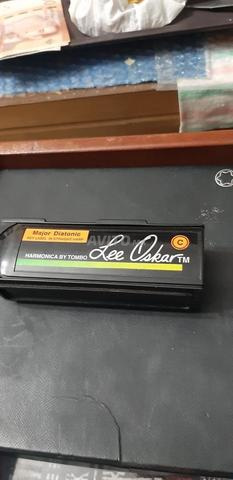 Major Diatonic
KEY LABEL IN STRAIGHT HARP
HARMONICA BY TOMBO
Lee Oskar TM
C